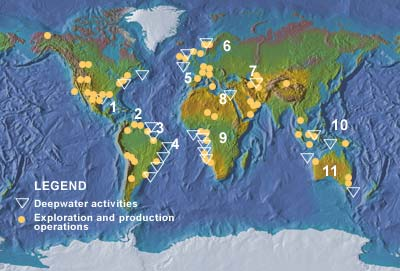 6
5
7
1
8
2
3
4
9
10
11
LEGEND
Deepwater activities
Exploration and production
operations